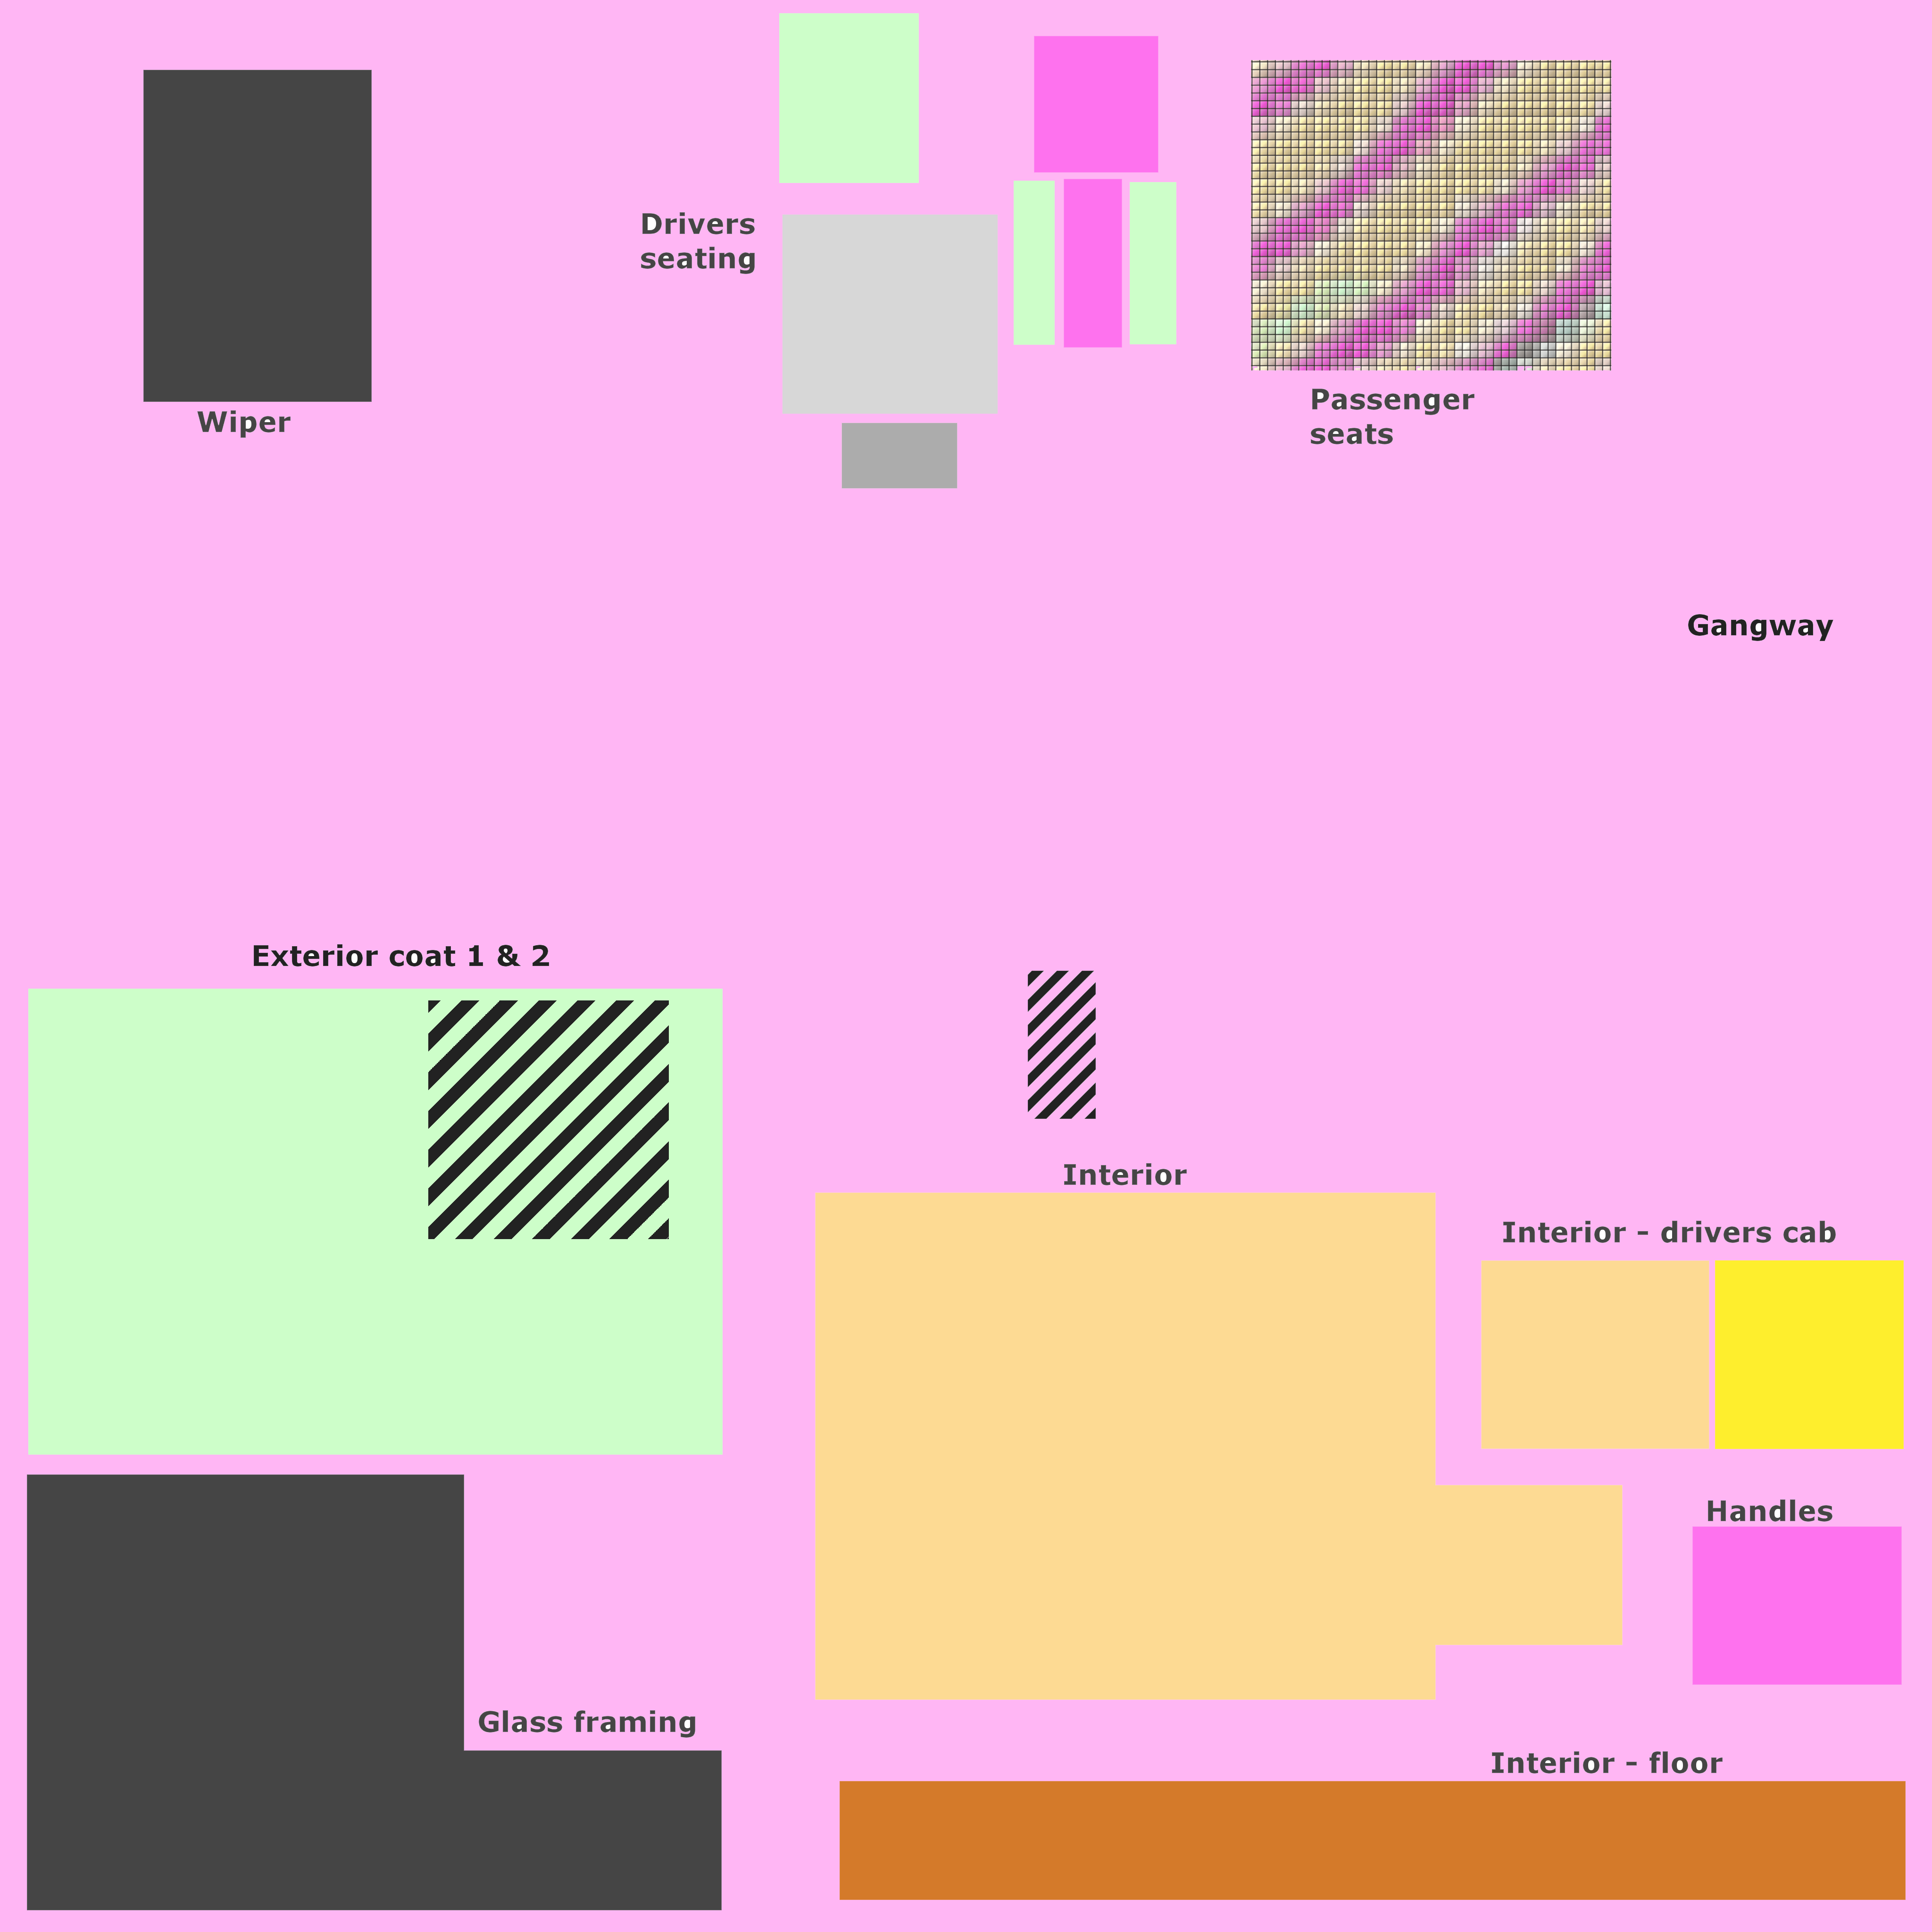 Drivers
seating
Wiper
Passenger
seats
Gangway
Exterior coat 1 & 2
Interior
Interior - drivers cab
Handles
Glass framing
Interior - floor